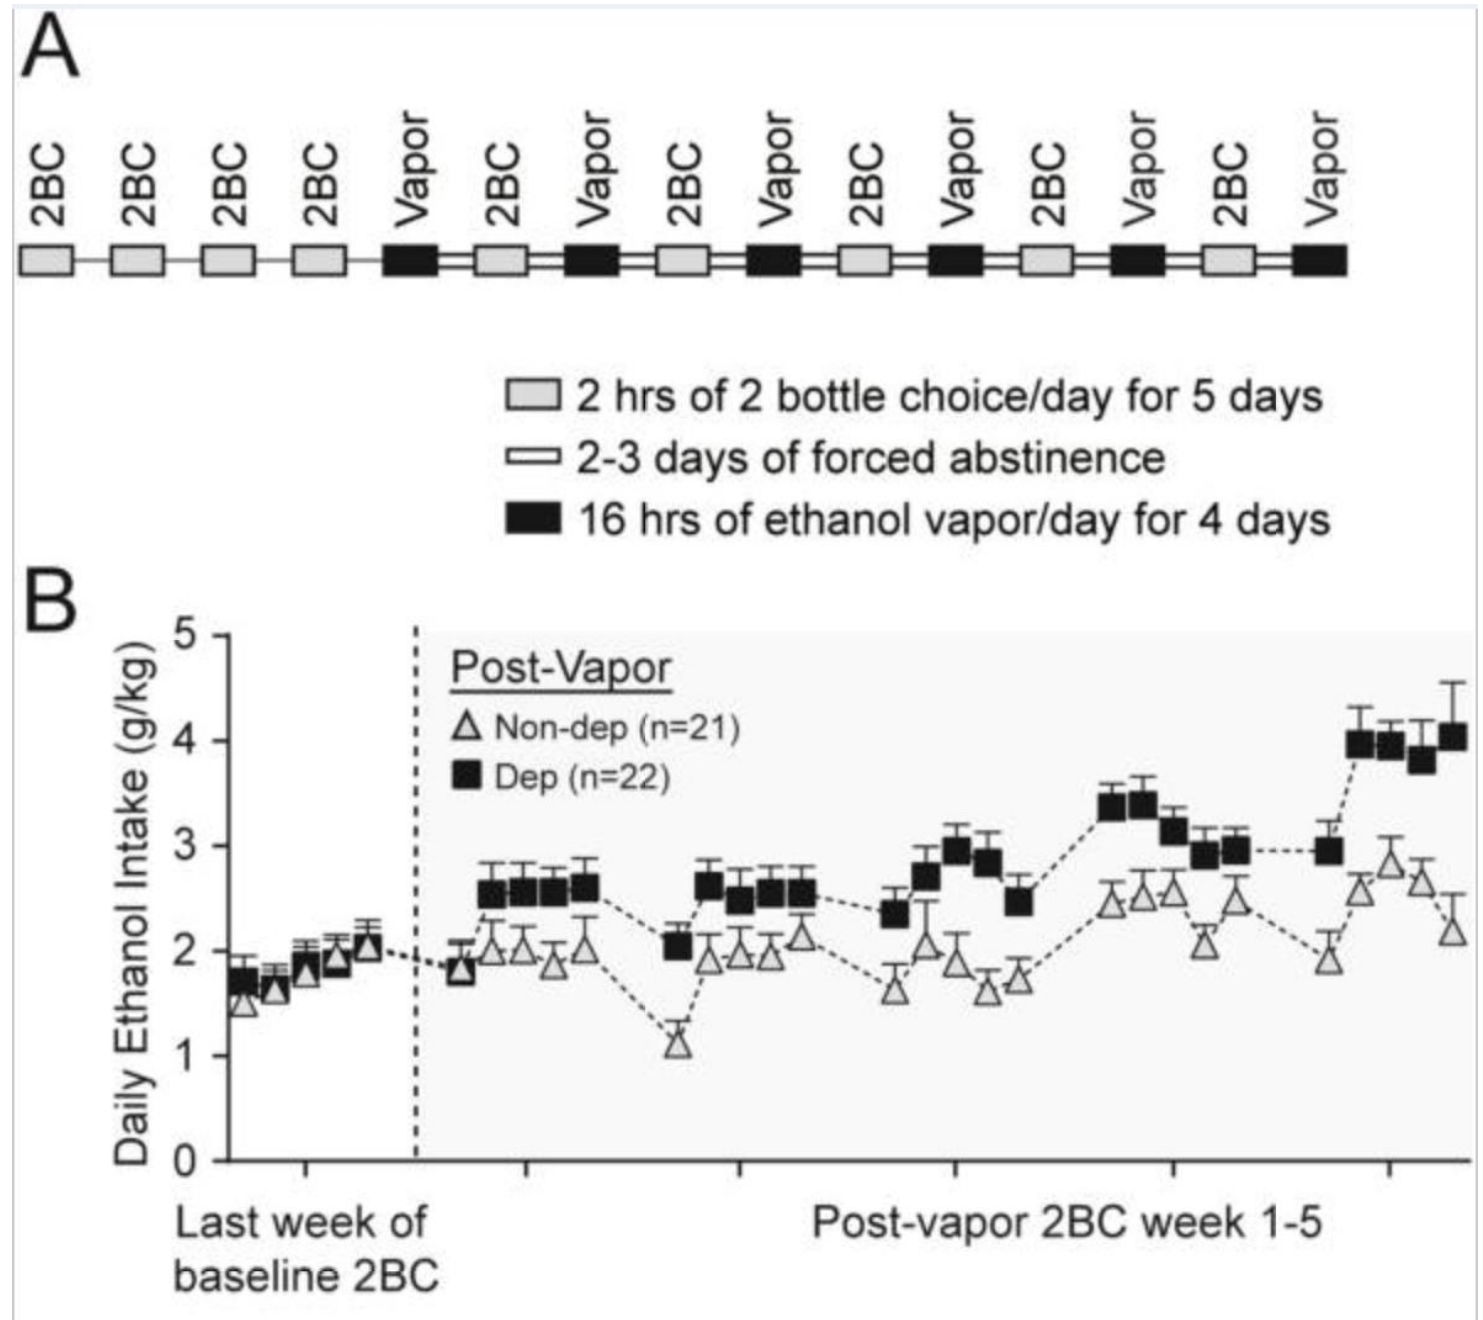 A
2BC
2BC
2BC
2BC
Vapor
2BC
Vapor
2BC
Vapor
2BC
Vapor
2BC
Vapor
2BC
Vapor
2 hrs of 2 bottle choice/day for 5 days
2-3 days of forced abstinence
16 hrs of ethanol vapor/day for 4 days
B
Daily Ethanol Intake (g/kg)
5
4
3
2
1
0
Post-Vapor
Non-dep (n=21)
Dep (n=22)
Last week of
baseline 2BC
Post-vapor 2BC week 1-5